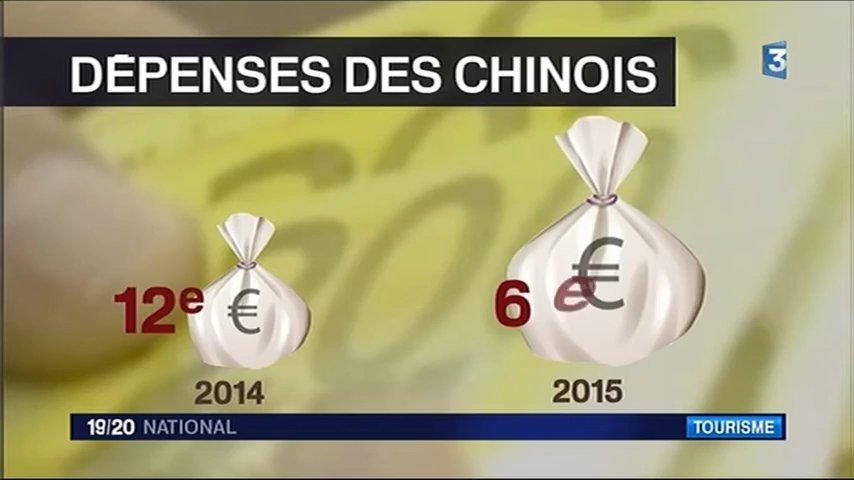 DÉPENSES DES CHINOIS
3
€
12e
€
6e
2014
2015
19/20 NATIONAL
TOURISME